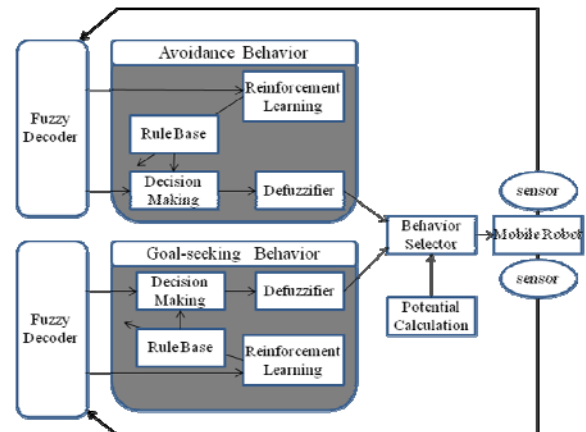 Avoidance Behavior
Fuzzy
Decoder
Reinforcement
Learning
Rule Base
Decision
Making
Defuzzifier
sensor
Behavior
Selector
Mobile Robot
sensor
Potential
Calculation
Goal-seeking Behavior
Fuzzy
Decoder
Decision
Making
Defuzzifier
Rule Base
Reinforcement
Learning